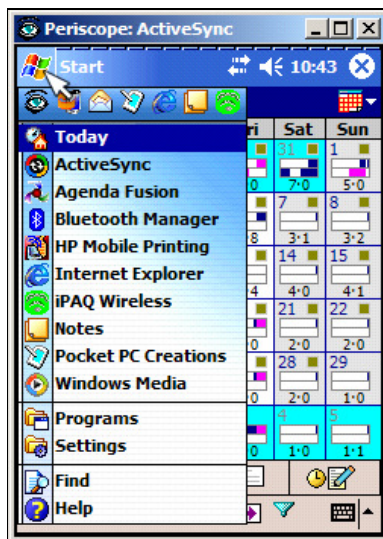 Periscope: ActiveSync
Start 10:43
Today
ri Sat Sun
31 1
0 7·0 5·0
ActiveSync
Agenda Fusion
7 8
8 3·1 3·2
Bluetooth Manager
HP Mobile Printing
14 15
4 4·0 4·1
Internet Explorer
iPAQ Wireless
21 22
0 2·0 2·0
Notes
Pocket PC Creations
28 29
0 2·0 1·0
Windows Media
Programs
4 5
0 1·0 1·1
Settings
Find
Help